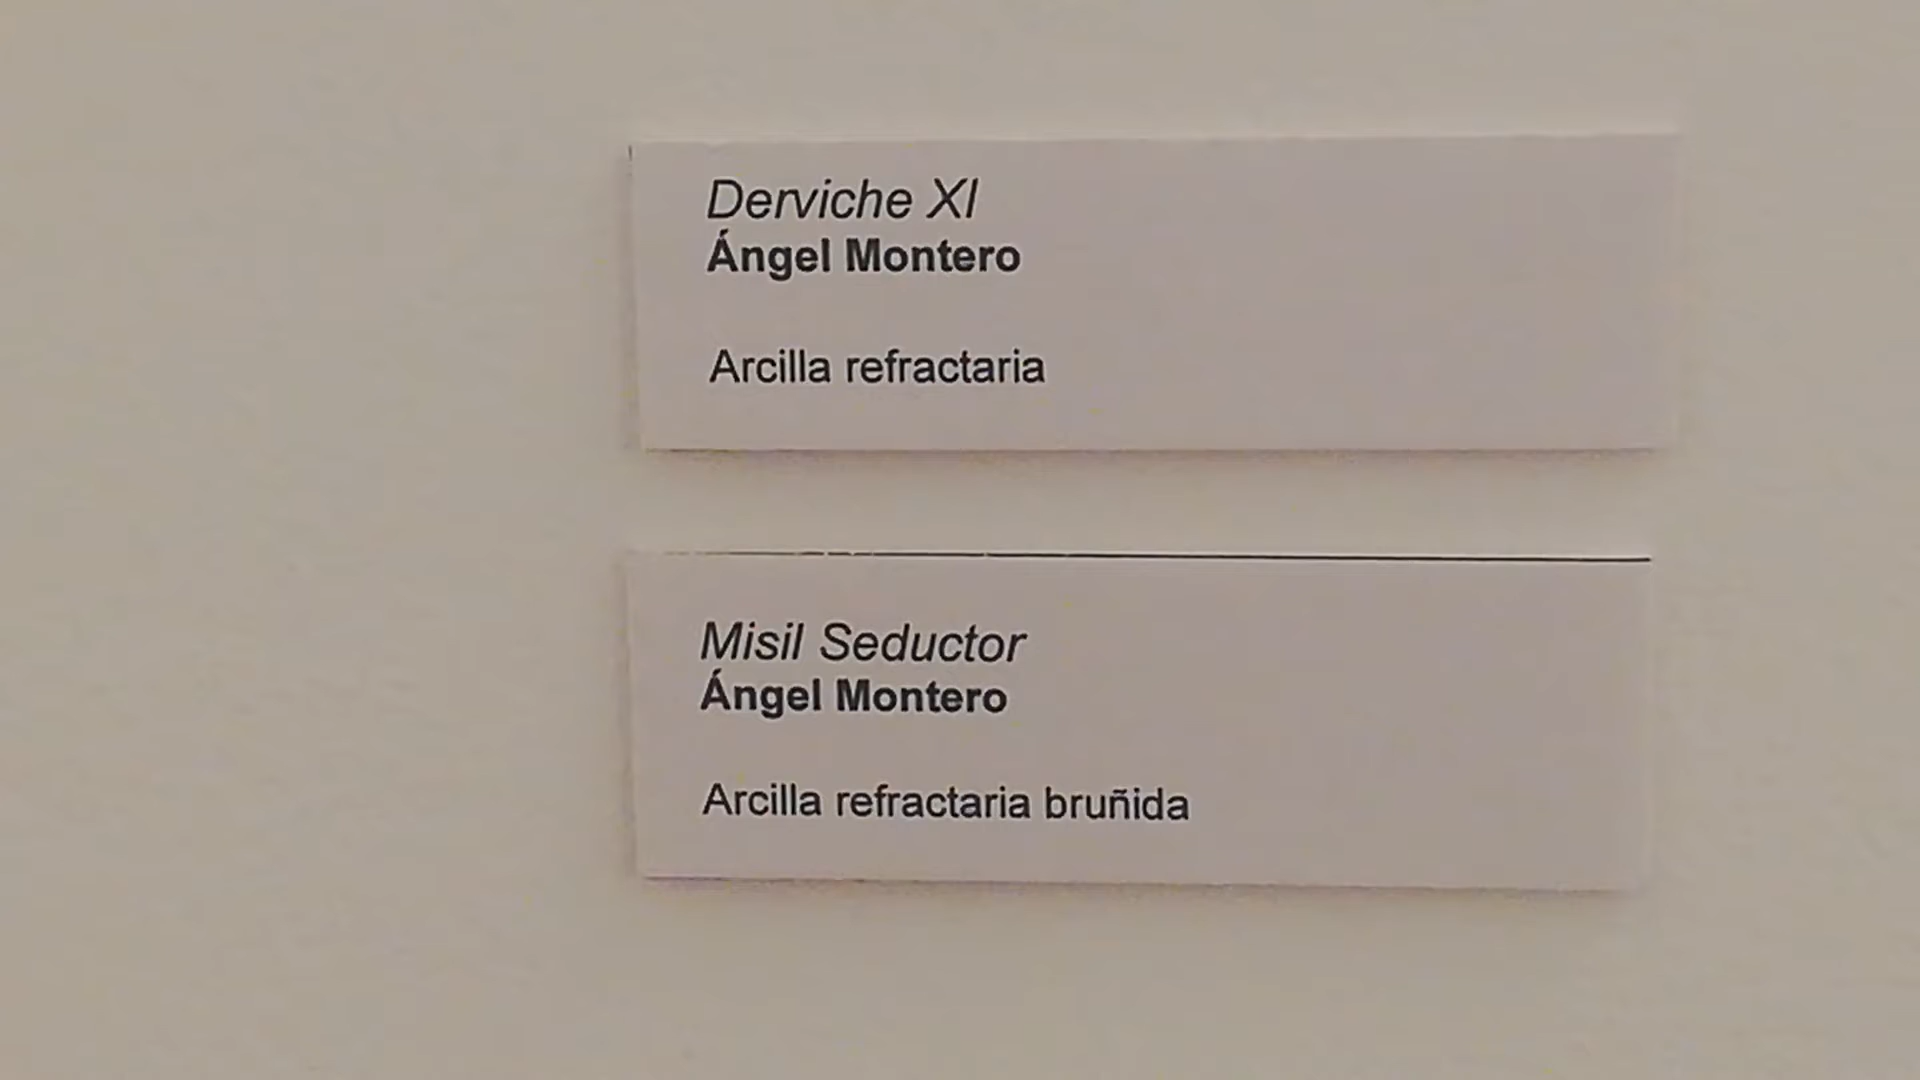 Derviche XI
Ángel Montero
Arcilla refractaria
Misil Seductor
Ángel Montero
Arcilla refractaria bruñida